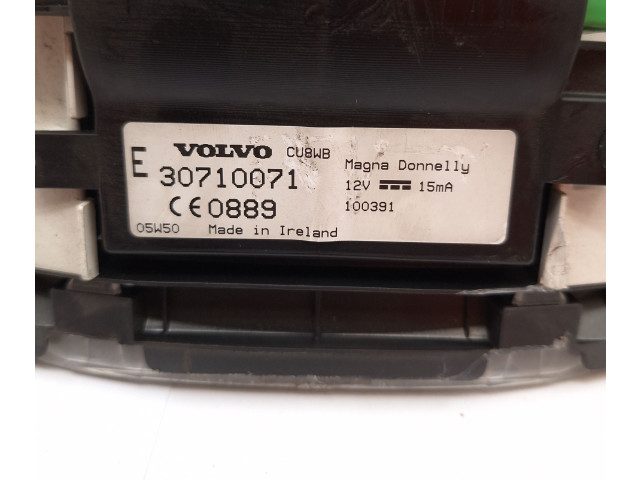 VOLVO CU8WB
E 30710071
CE0889
05W50 Made in Ireland
Magna Donnelly
12V 15mA
100391